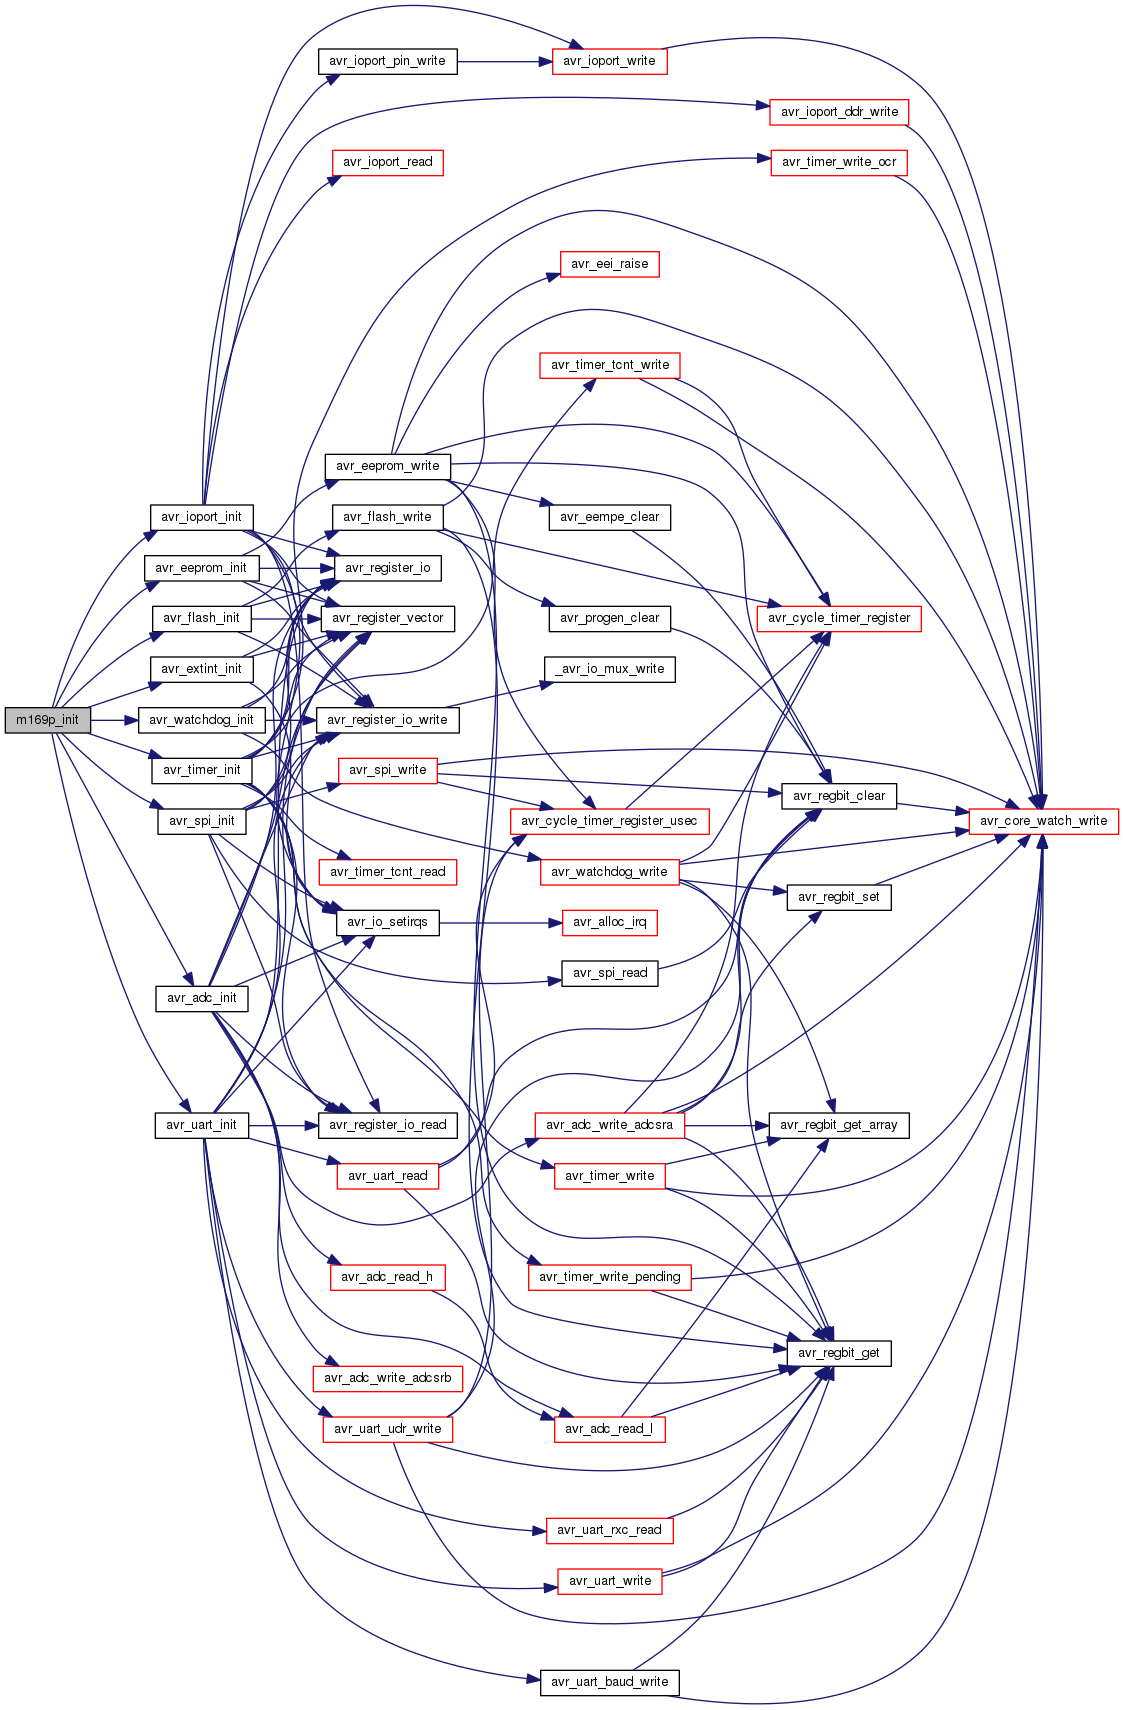 avr_ioport_pin_write
avr_ioport_write
avr_ioport_ddr_write
avr_ioport_read
avr_timer_write_ocr
avr_eei_raise
avr_timer_tcnt_write
avr_eeprom_write
avr_ioport_init
avr_flash_write
avr_eempe_clear
avr_eeprom_init
avr_register_io
avr_flash_init
avr_register_vector
avr_progen_clear
avr_cycle_timer_register
avr_extint_init
_avr_io_mux_write
m169p_init
avr_watchdog_init
avr_register_io_write
avr_timer_init
avr_spi_write
avr_regbit_clear
avr_spi_init
avr_cycle_timer_register_usec
avr_core_watch_write
avr_timer_tcnt_read
avr_watchdog_write
avr_regbit_set
avr_io_setirqs
avr_alloc_irq
avr_spi_read
avr_adc_init
avr_uart_init
avr_register_io_read
avr_adc_write_adcsra
avr_regbit_get_array
avr_uart_read
avr_timer_write
avr_adc_read_h
avr_timer_write_pending
avr_regbit_get
avr_adc_write_adcsrb
avr_uart_udr_write
avr_adc_read_l
avr_uart_rxc_read
avr_uart_write
avr_uart_baud_write